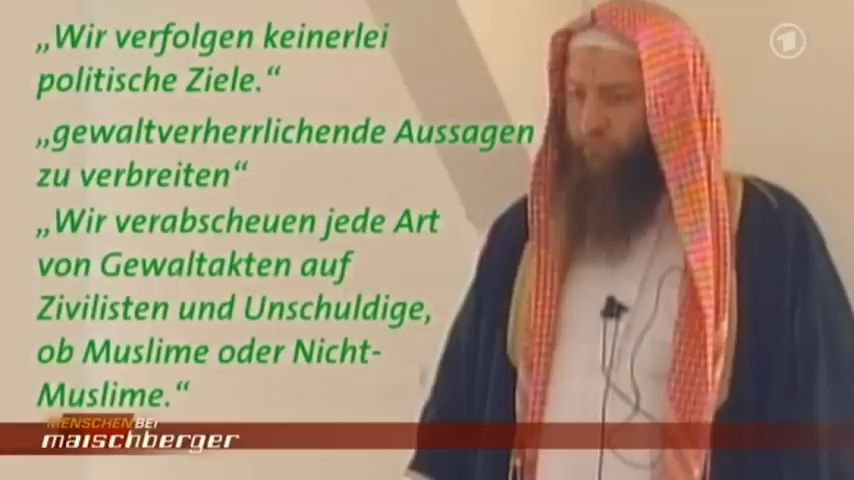 „Wir verfolgen keinerlei
politische Ziele.“
„gewaltverherrlichende Aussagen
zu verbreiten“
„Wir verabscheuen jede Art
von Gewaltakten auf
Zivilisten und Unschuldige,
ob Muslime oder Nicht-
Muslime.“
MENSCHEN BEI
maischberger
1